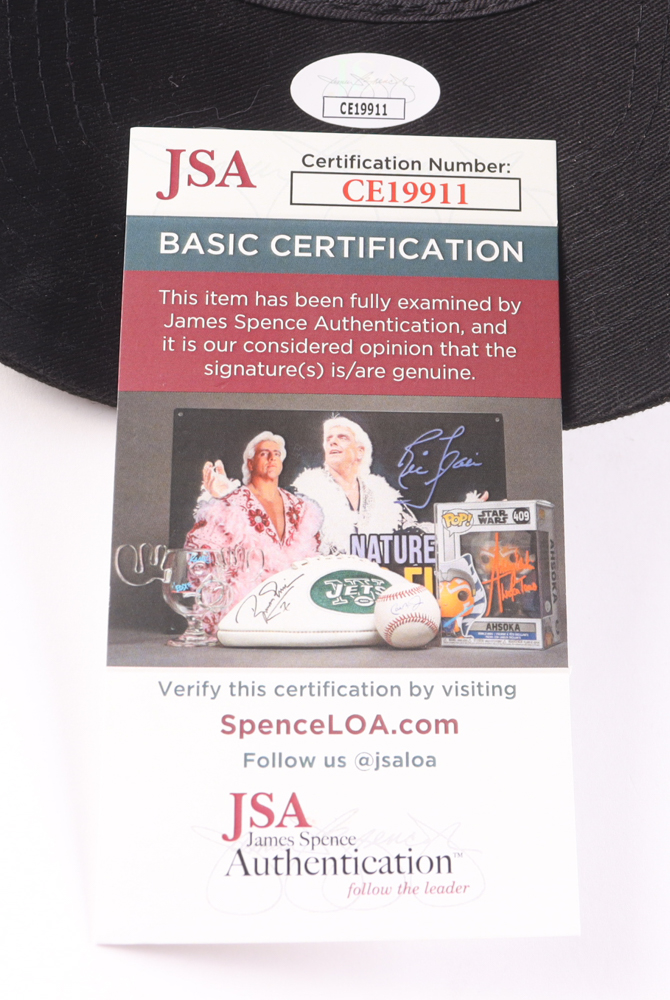 CE19911
JSA
Certification Number:
CE19911
BASIC CERTIFICATION
This item has been fully examined by
James Spence Authentication, and
it is our considered opinion that the
signature(s) is/are genuine.
NATURE
JETS
POP!
STAR
WARS
409
AHSOKA
AHSOKA
Verify this certification by visiting
SpenceLOA.com
Follow us @jsaloa
JSA
James Spence
Authentication™
follow the leader